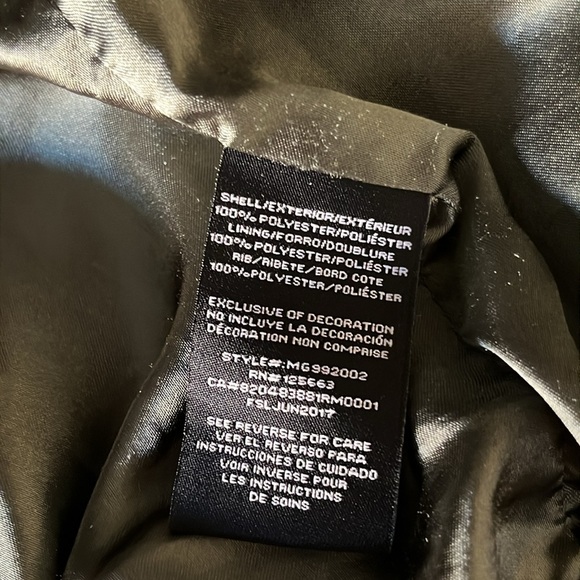 SHELL/EXTERIOR/EXTÉRIEUR
100% POLYESTER/POLIÉSTER
LINING/FORRO/DOUBLURE
100% POLYESTER/POLIÉSTER
RIB/RIBETE/BORD COTE
100%POLYESTER/POLIÉSTER
EXCLUSIVE OF DECORATION
NO INCLUYE LA DECORACIÓN
DÉCORATION NON COMPRISE
STYLE#:MG992002
RN#125663
CA#820483881RM0001
FSLJUN2017
SEE REVERSE FOR CARE
VER EL REVERSO PARA
INSTRUCCIONES DE CUIDADO
VOIR INVERSE POUR
LES INSTRUCTIONS
DE SOINS